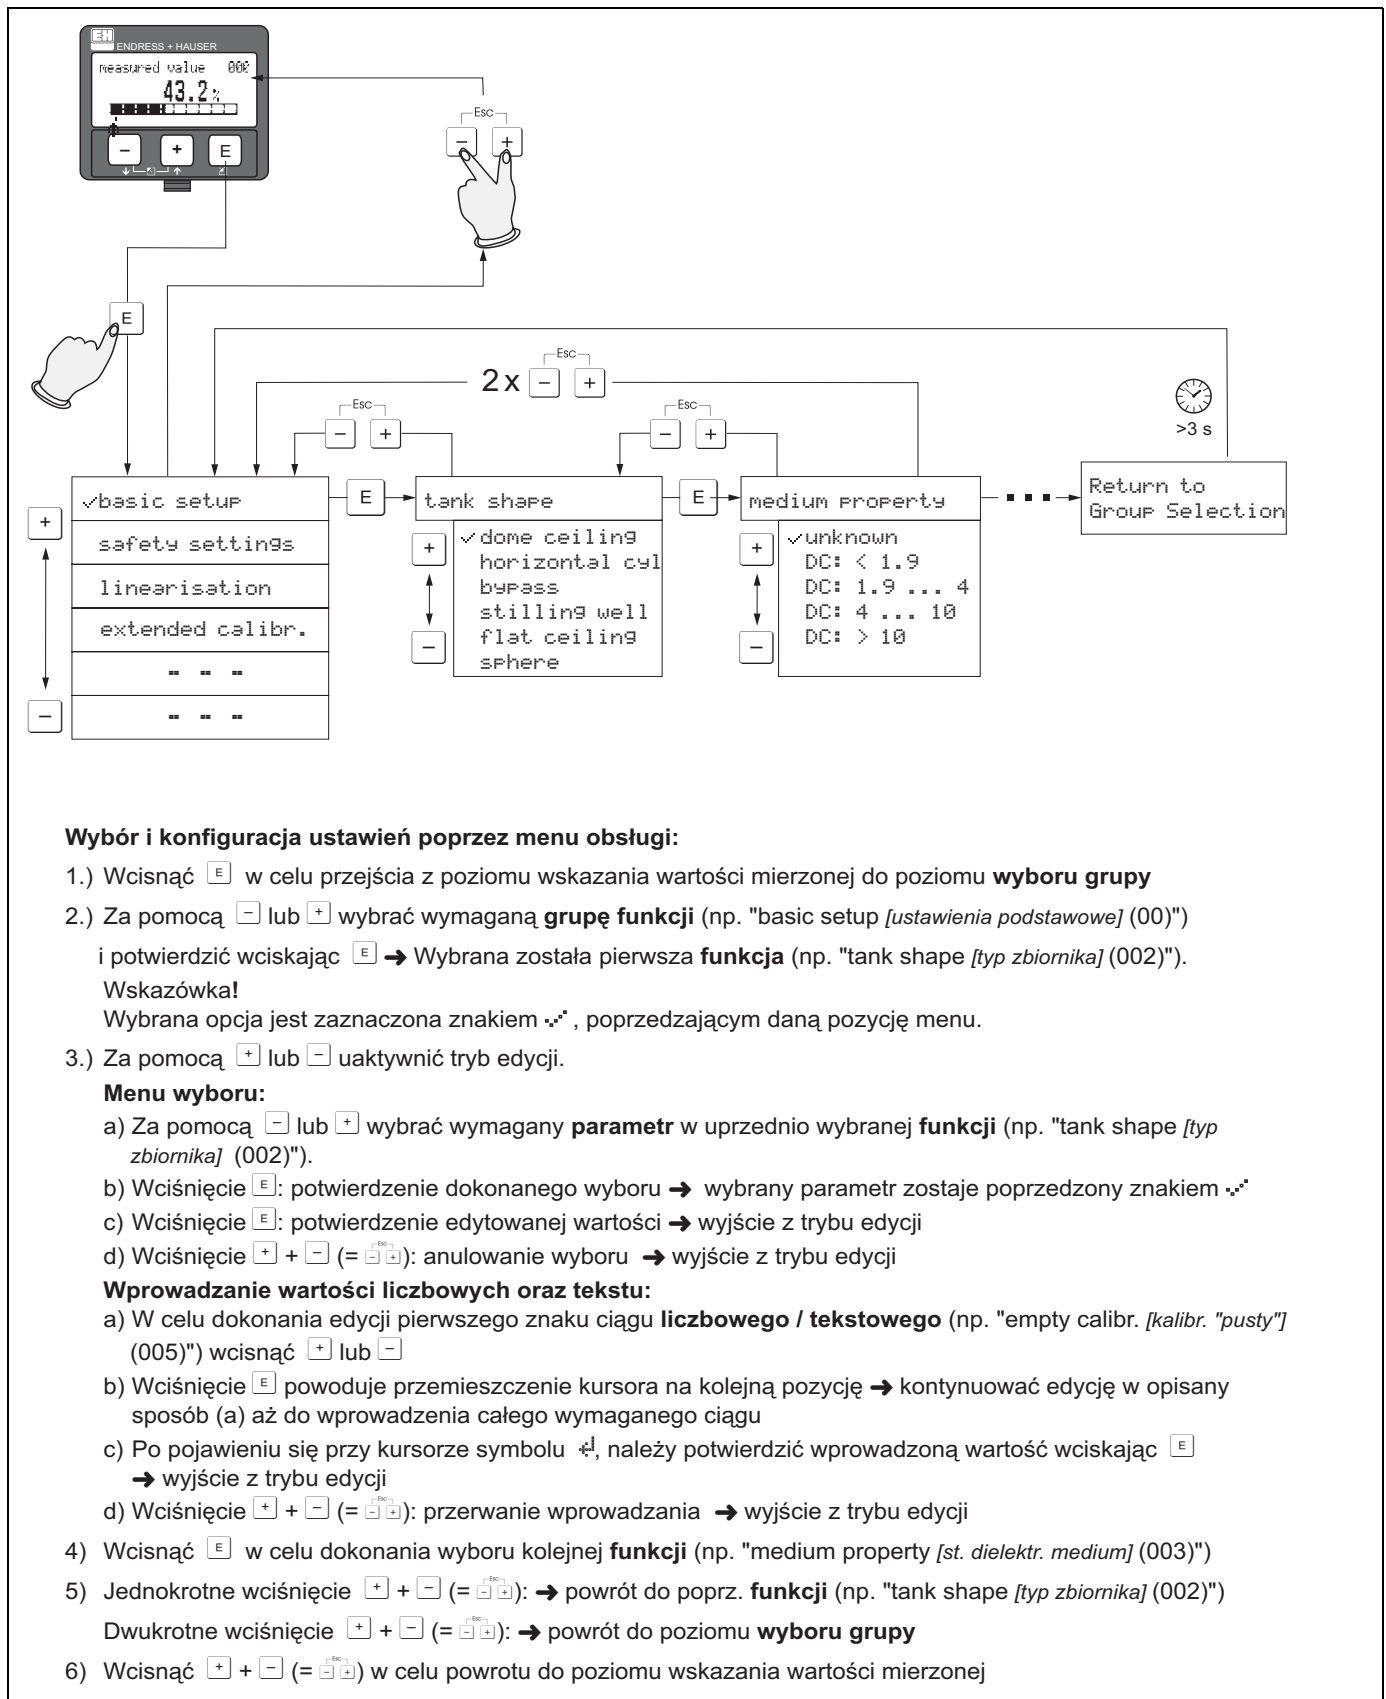 EH
ENDRESS + HAUSER
measured value 000
43.2%
- + E
Esc
- +
E
Esc
2x - +
Esc
- +
Esc
- +
>3 s
✓basic setup
safety settings
linearisation
extended calibr.
+
-
E
tank shape
✓dome ceiling
horizontal cyl
bypass
stilling well
flat ceiling
sphere
+
-
E
medium property
✓unknown
DC: < 1.9
DC: 1.9 ... 4
DC: 4 ... 10
DC: > 10
+
-
Return to
Group Selection
Wybór i konfiguracja ustawień poprzez menu obsługi:
1.) Wcisnąć E w celu przejścia z poziomu wskazania wartości mierzonej do poziomu wyboru grupy
2.) Za pomocą - lub + wybrać wymaganą grupę funkcji (np. "basic setup [ustawienia podstawowe] (00)")
i potwierdzić wciskając E ➜ Wybrana została pierwsza funkcja (np. "tank shape [typ zbiornika] (002)").
Wskazówka!
Wybrana opcja jest zaznaczona znakiem ✓ , poprzedzającym daną pozycję menu.
3.) Za pomocą + lub - uaktywnić tryb edycji.
Menu wyboru:
a) Za pomocą - lub + wybrać wymagany parametr w uprzednio wybranej funkcji (np. "tank shape [typ
zbiornika] (002)").
b) Wciśnięcie E: potwierdzenie dokonanego wyboru ➜ wybrany parametr zostaje poprzedzony znakiem ✓
c) Wciśnięcie E: potwierdzenie edytowanej wartości ➜ wyjście z trybu edycji
d) Wciśnięcie + + - (= Esc - +): anulowanie wyboru ➜ wyjście z trybu edycji
Wprowadzanie wartości liczbowych oraz tekstu:
a) W celu dokonania edycji pierwszego znaku ciągu liczbowego / tekstowego (np. "empty calibr. [kalibr. "pusty"]
(005)") wcisnąć + lub -
b) Wciśnięcie E powoduje przemieszczenie kursora na kolejną pozycję ➜ kontynuować edycję w opisany
sposób (a) aż do wprowadzenia całego wymaganego ciągu
c) Po pojawieniu się przy kursorze symbolu ↵, należy potwierdzić wprowadzoną wartość wciskając E
➜ wyjście z trybu edycji
d) Wciśnięcie + + - (= Esc - +): przerwanie wprowadzania ➜ wyjście z trybu edycji
4) Wcisnąć E w celu dokonania wyboru kolejnej funkcji (np. "medium property [st. dielektr. medium] (003)")
5) Jednokrotne wciśnięcie + + - (= Esc - +): ➜ powrót do poprz. funkcji (np. "tank shape [typ zbiornika] (002)")
Dwukrotne wciśnięcie + + - (= Esc - +): ➜ powrót do poziomu wyboru grupy
6) Wcisnąć + + - (= Esc - +) w celu powrotu do poziomu wskazania wartości mierzonej